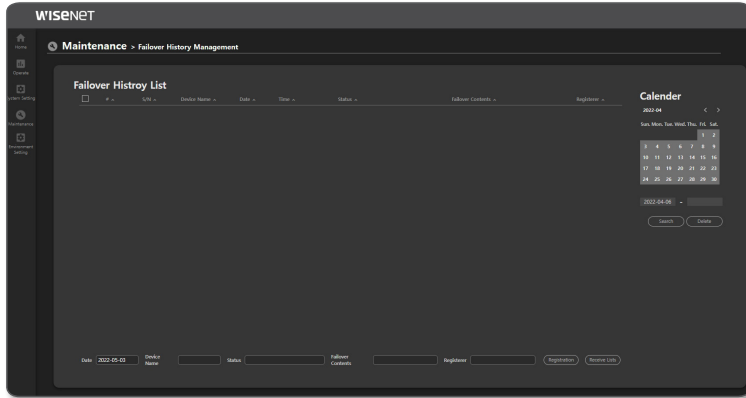 WISENET
Home
Operate
System Setting
Maintenance
Environment
Setting
Maintenance > Failover History Management
Failover Histroy List
# S/N Device Name Date Time Status Failover Contents Registerer
Calender
2022-04 < >
Sun. Mon. Tue. Wed. Thu. Fri. Sat.
1 2
3 4 5 6 7 8 9
10 11 12 13 14 15 16
17 18 19 20 21 22 23
24 25 26 27 28 29 30
2022-04-06 ~
Search Delete
Date 2022-05-03 Device Name Status Failover Contents Registerer Registration Receive Lists